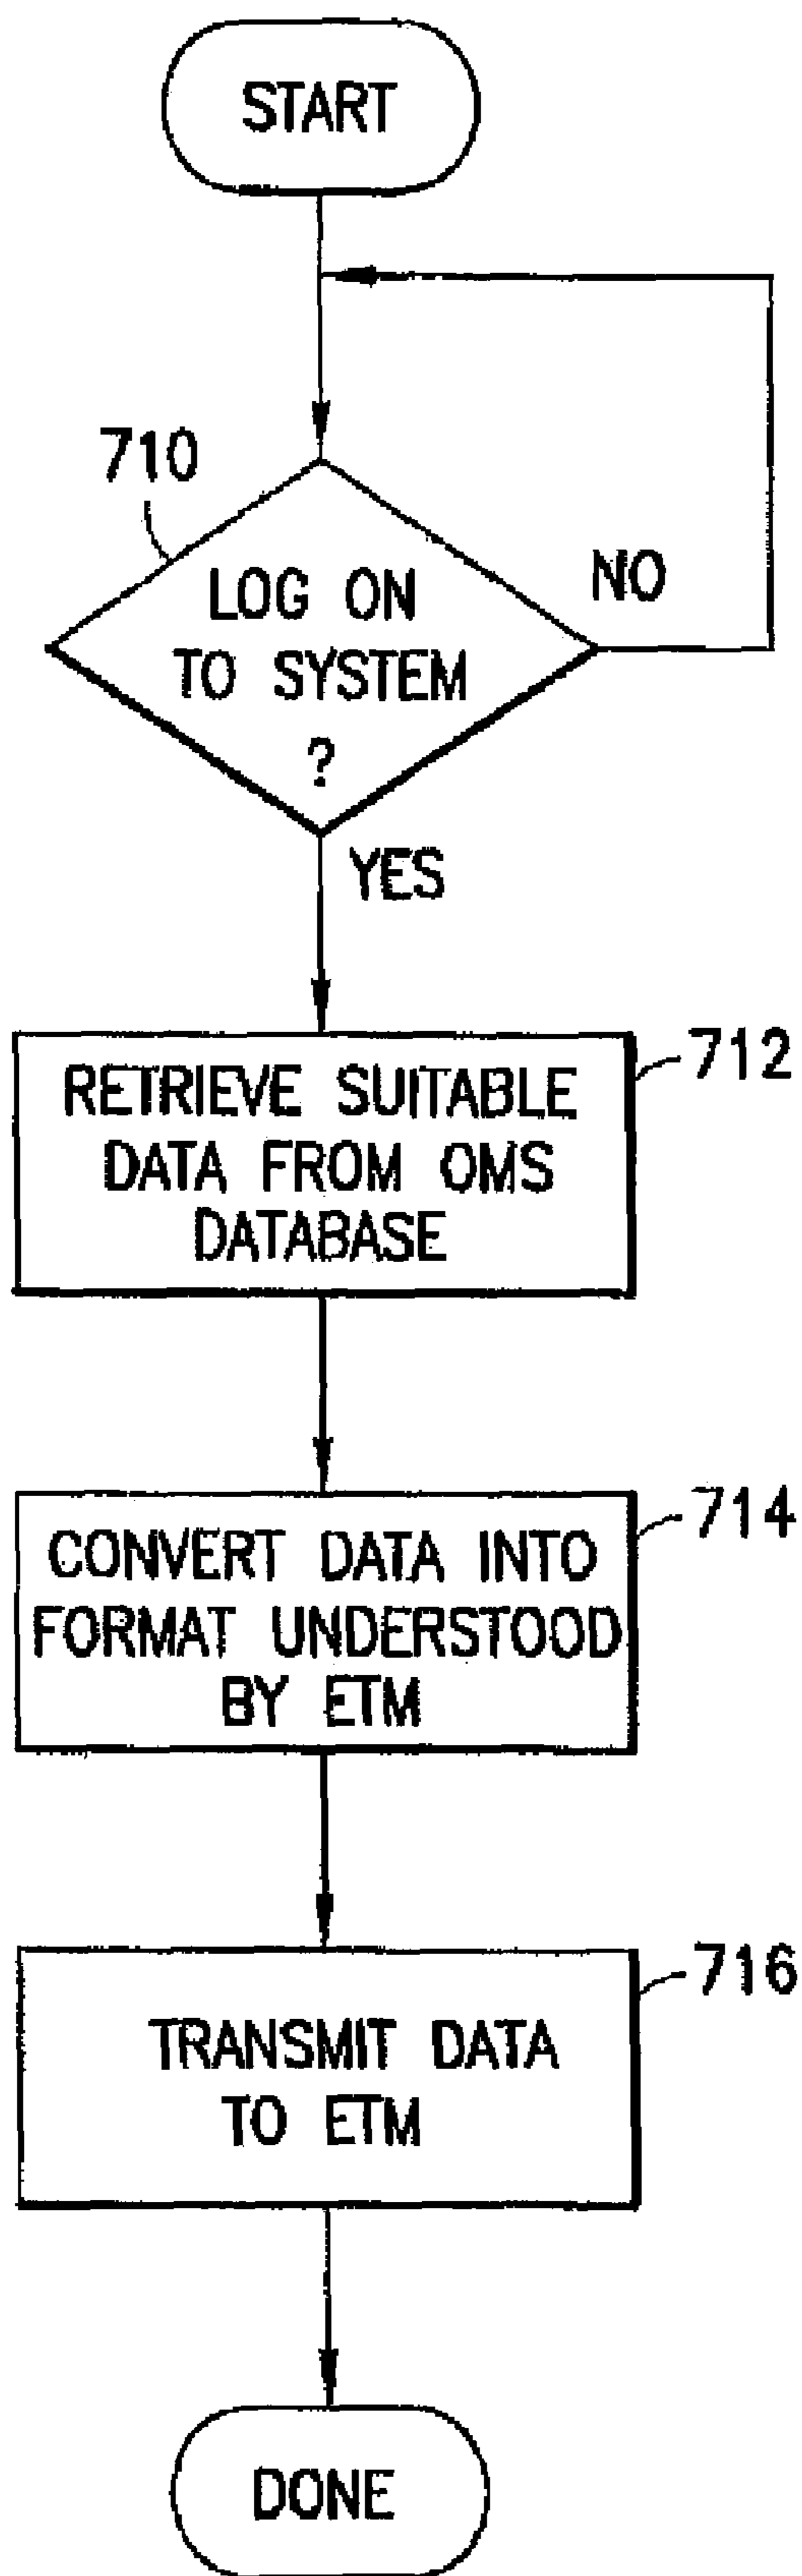 START
710
LOG ON
TO SYSTEM
?
NO
YES
712
RETRIEVE SUITABLE
DATA FROM OMS
DATABASE
714
CONVERT DATA INTO
FORMAT UNDERSTOOD
BY ETM
716
TRANSMIT DATA
TO ETM
DONE